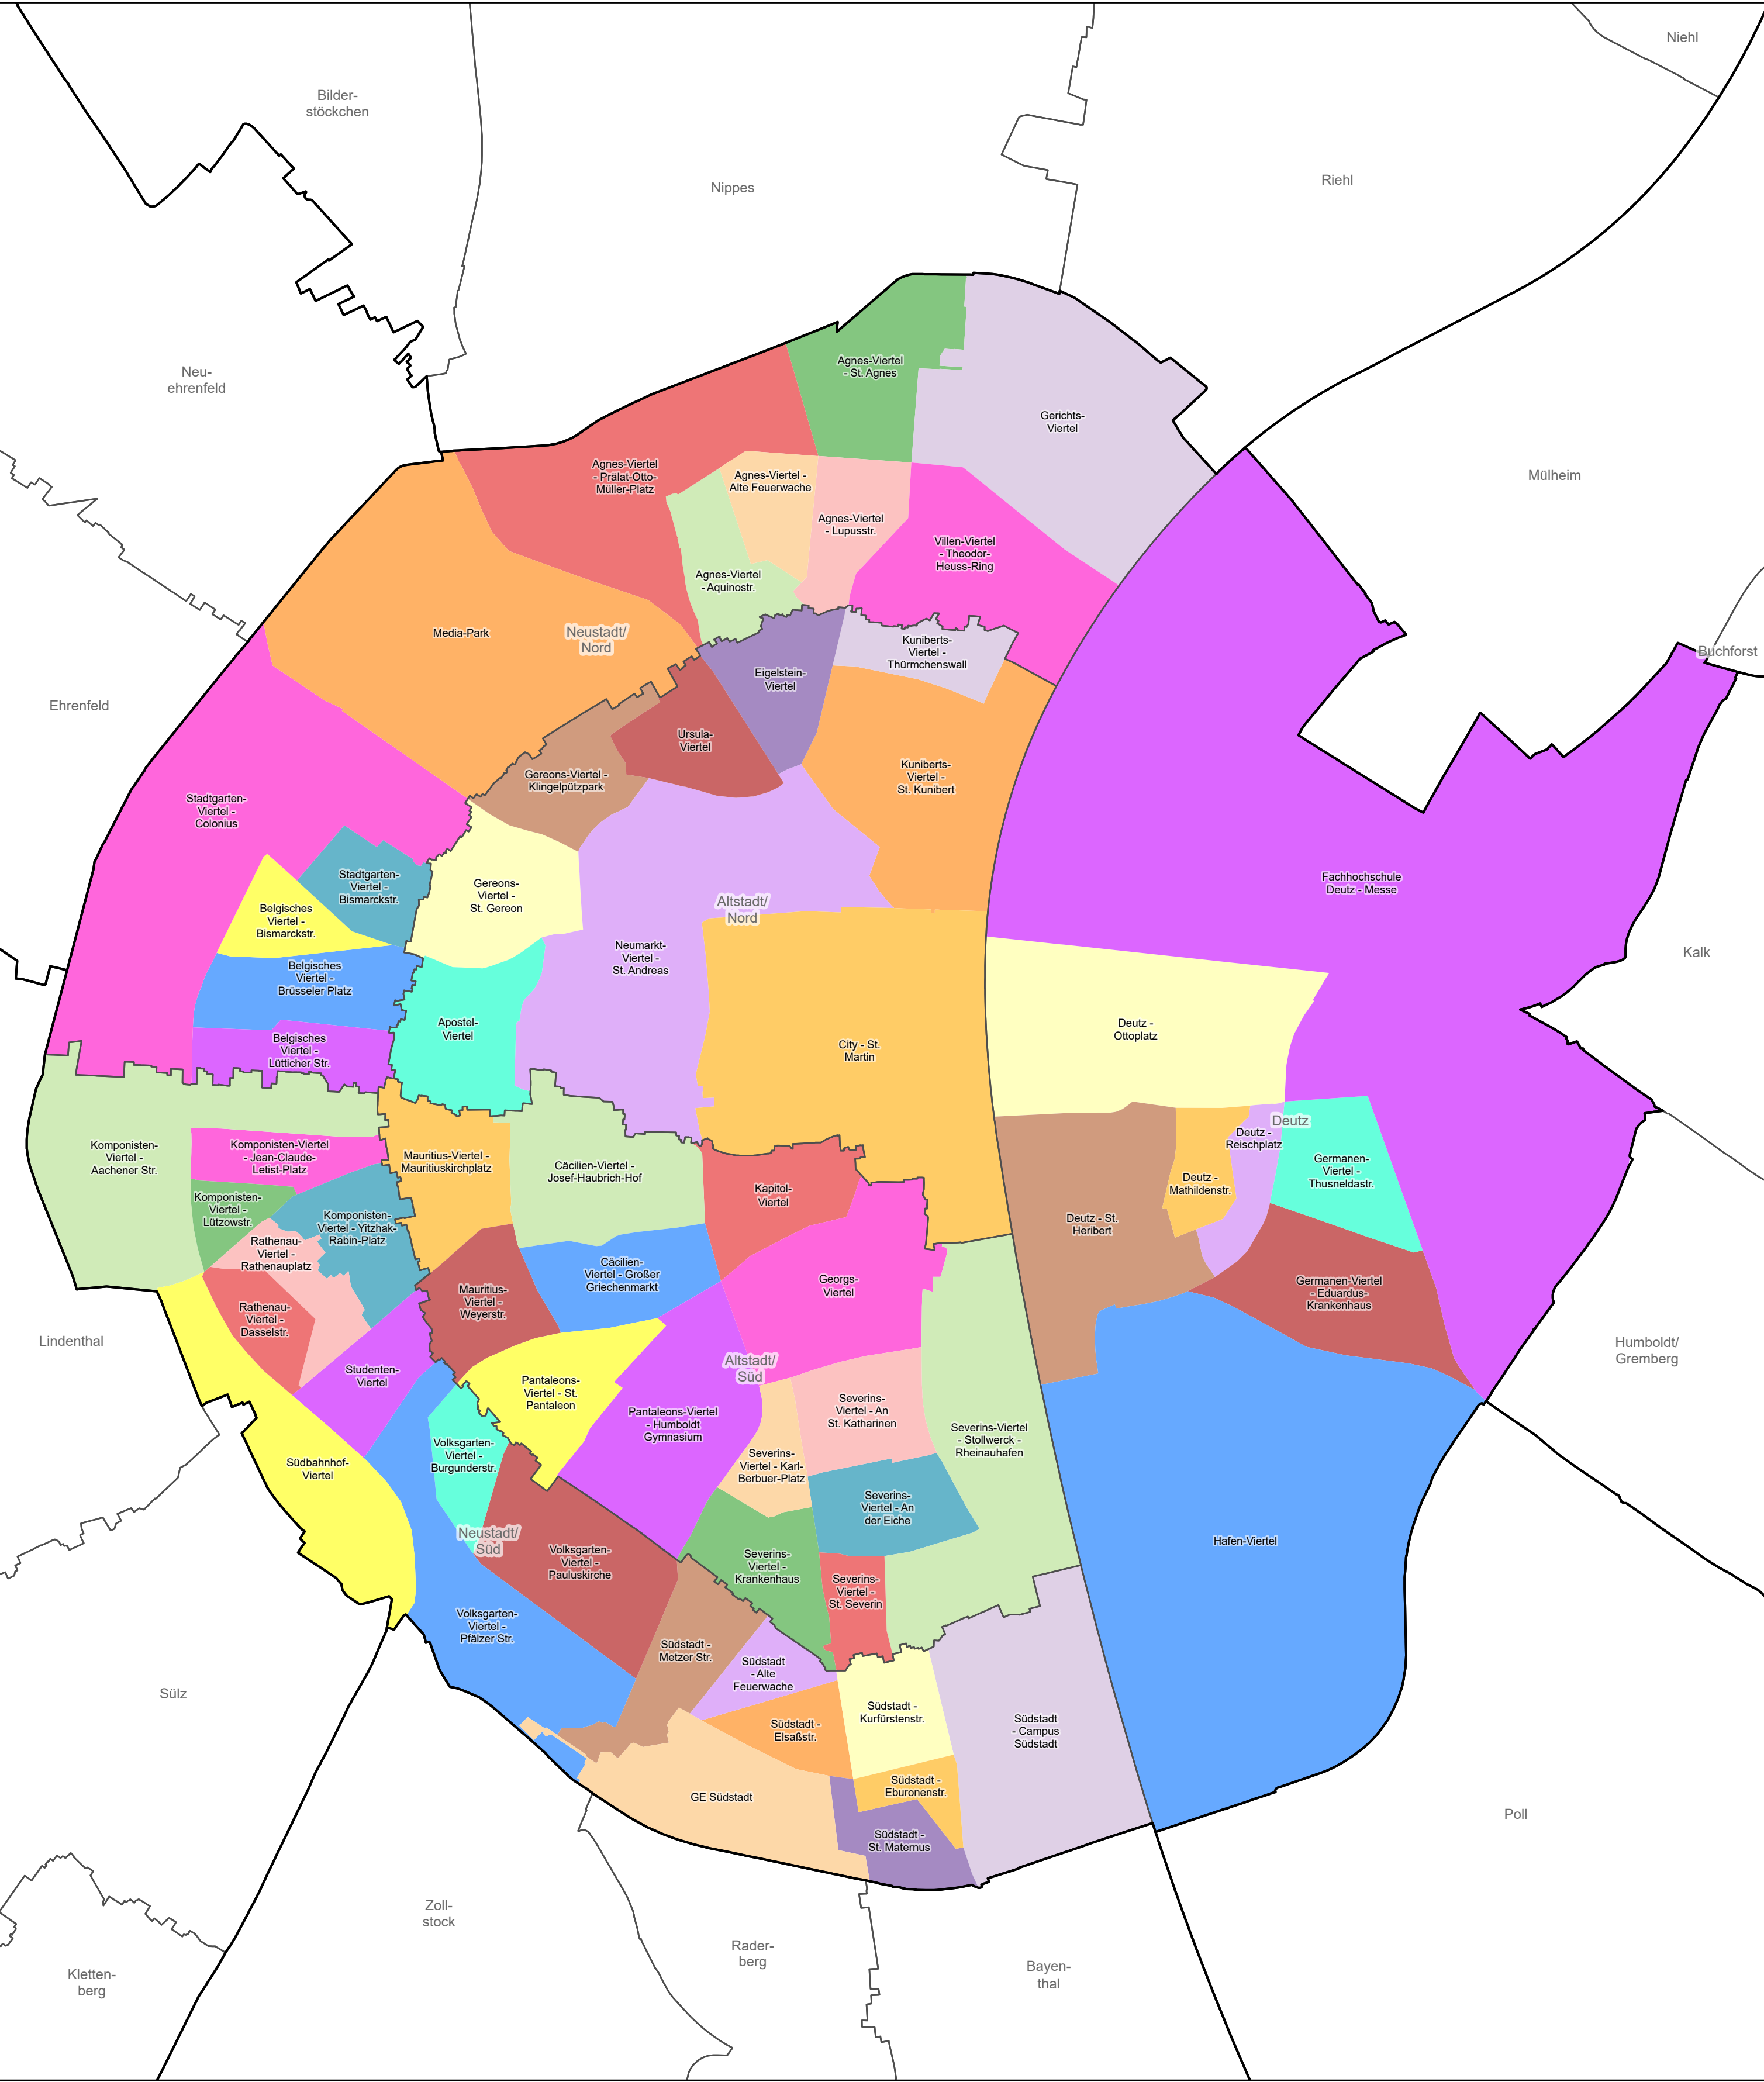 Niehl
Bilder-
stöckchen
Nippes
Riehl
Neu-
ehrenfeld
Agnes-Viertel
- St. Agnes
Gerichts-
Viertel
Agnes-Viertel
- Prälat-Otto-
Müller-Platz
Agnes-Viertel -
Alte Feuerwache
Mülheim
Agnes-Viertel
- Lupusstr.
Villen-Viertel
- Theodor-
Heuss-Ring
Agnes-Viertel
- Aquinostr.
Media-Park
Neustadt/
Nord
Kuniberts-
Viertel -
Thürmchenswall
Buchforst
Eigelstein-
Viertel
Ehrenfeld
Ursula-
Viertel
Gereons-Viertel -
Klingelpützpark
Kuniberts-
Viertel -
St. Kunibert
Stadtgarten-
Viertel -
Colonius
Stadtgarten-
Viertel -
Bismarckstr.
Gereons-
Viertel -
St. Gereon
Fachhochschule
Deutz - Messe
Belgisches
Viertel -
Bismarckstr.
Altstadt/
Nord
Neumarkt-
Viertel -
St. Andreas
Kalk
Belgisches
Viertel -
Brüsseler Platz
Apostel-
Viertel
Deutz -
Ottoplatz
Belgisches
Viertel -
Lütticher Str.
City - St.
Martin
Deutz
Deutz -
Reischplatz
Komponisten-
Viertel -
Aachener Str.
Komponisten-Viertel
- Jean-Claude-
Letist-Platz
Mauritius-Viertel -
Mauritiuskirchplatz
Cäcilien-Viertel -
Josef-Haubrich-Hof
Kapitol-
Viertel
Deutz -
Mathildenstr.
Germanen-
Viertel -
Thusneldastr.
Komponisten-
Viertel -
Lützowstr.
Komponisten-
Viertel - Yitzhak-
Rabin-Platz
Deutz - St.
Heribert
Rathenau-
Viertel -
Rathenauplatz
Cäcilien-
Viertel - Großer
Griechenmarkt
Georgs-
Viertel
Germanen-Viertel
- Eduardus-
Krankenhaus
Mauritius-
Viertel -
Weyerstr.
Rathenau-
Viertel -
Dasselstr.
Lindenthal
Humboldt/
Gremberg
Studenten-
Viertel
Altstadt/
Süd
Pantaleons-
Viertel - St.
Pantaleon
Pantaleons-Viertel
- Humboldt
Gymnasium
Severins-
Viertel - An
St. Katharinen
Severins-Viertel
- Stollwerck -
Rheinauhafen
Volksgarten-
Viertel -
Burgunderstr.
Severins-
Viertel - Karl-
Berbuer-Platz
Südbahnhof-
Viertel
Severins-
Viertel - An
der Eiche
Neustadt/
Süd
Hafen-Viertel
Volksgarten-
Viertel -
Pauluskirche
Severins-
Viertel -
Krankenhaus
Severins-
Viertel -
St. Severin
Volksgarten-
Viertel -
Pfälzer Str.
Südstadt -
Metzer Str.
Südstadt
- Alte
Feuerwache
Sülz
Südstadt -
Kurfürstenstr.
Südstadt -
Elsaßstr.
Südstadt
- Campus
Südstadt
Südstadt -
Eburonenstr.
GE Südstadt
Poll
Südstadt -
St. Maternus
Zoll-
stock
Rader-
berg
Bayen-
thal
Kletten-
berg